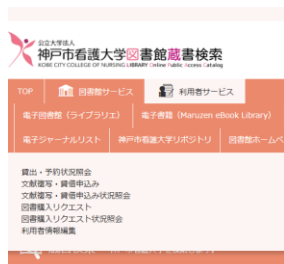 公立大学法人
神戸市看護大学図書館蔵書検索
KOBE CITY COLLEGE OF NURSING LIBRARY Online Public Access Catalog
TOP 図書館サービス 利用者サービス
電子図書館（ライブラリエ） 電子書籍（Maruzen eBook Library）
電子ジャーナルリスト 神戸市看護大学リポジトリ 図書館ホームペ
貸出・予約状況照会
文献複写・貸借申込み
文献複写・貸借申込み状況照会
図書購入リクエスト
図書購入リクエスト状況照会
利用者情報編集